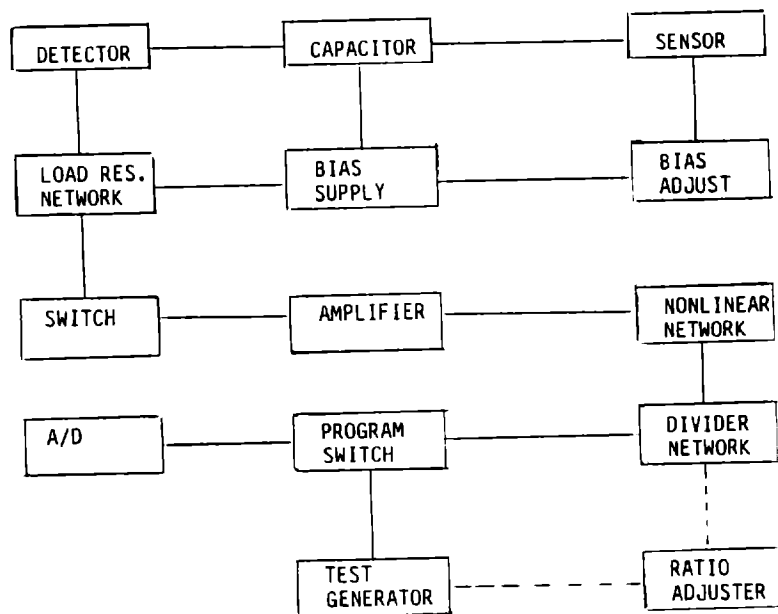 DETECTOR
CAPACITOR
SENSOR
LOAD RES.
NETWORK
BIAS
SUPPLY
BIAS
ADJUST
SWITCH
AMPLIFIER
NONLINEAR
NETWORK
A/D
PROGRAM
SWITCH
DIVIDER
NETWORK
TEST
GENERATOR
RATIO
ADJUSTER